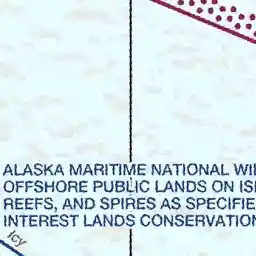 ALASKA MARITIME NATIONAL WI
OFFSHORE PUBLIC LANDS ON IS
REEFS, AND SPIRES AS SPECIFIE
INTEREST LANDS CONSERVATION
Icy